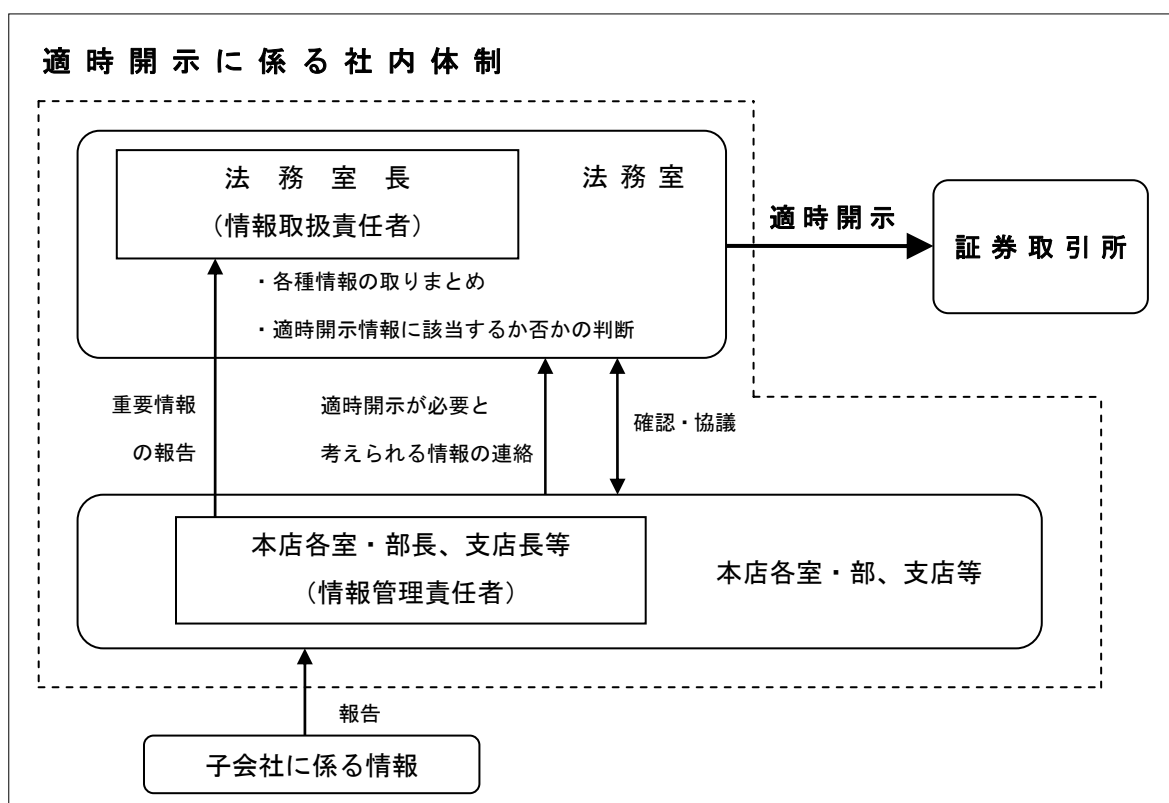 適時開示に係る社内体制
法務室長
(情報取扱責任者)
法務室
・各種情報の取りまとめ
・適時開示情報に該当するか否かの判断
適時開示
証券取引所
重要情報
の報告
適時開示が必要と
考えられる情報の連絡
確認・協議
本店各室・部長、支店長等
(情報管理責任者)
本店各室・部、支店等
報告
子会社に係る情報